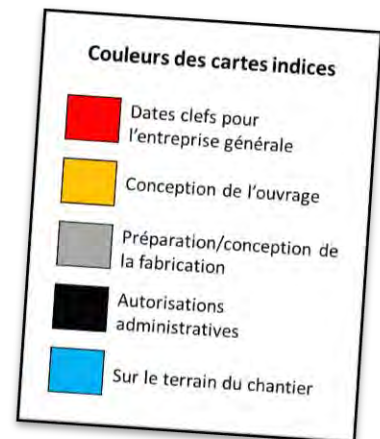 Couleurs des cartes indices
Dates clefs pour
l'entreprise générale
Conception de l'ouvrage
Préparation/conception de
la fabrication
Autorisations
administratives
Sur le terrain du chantier